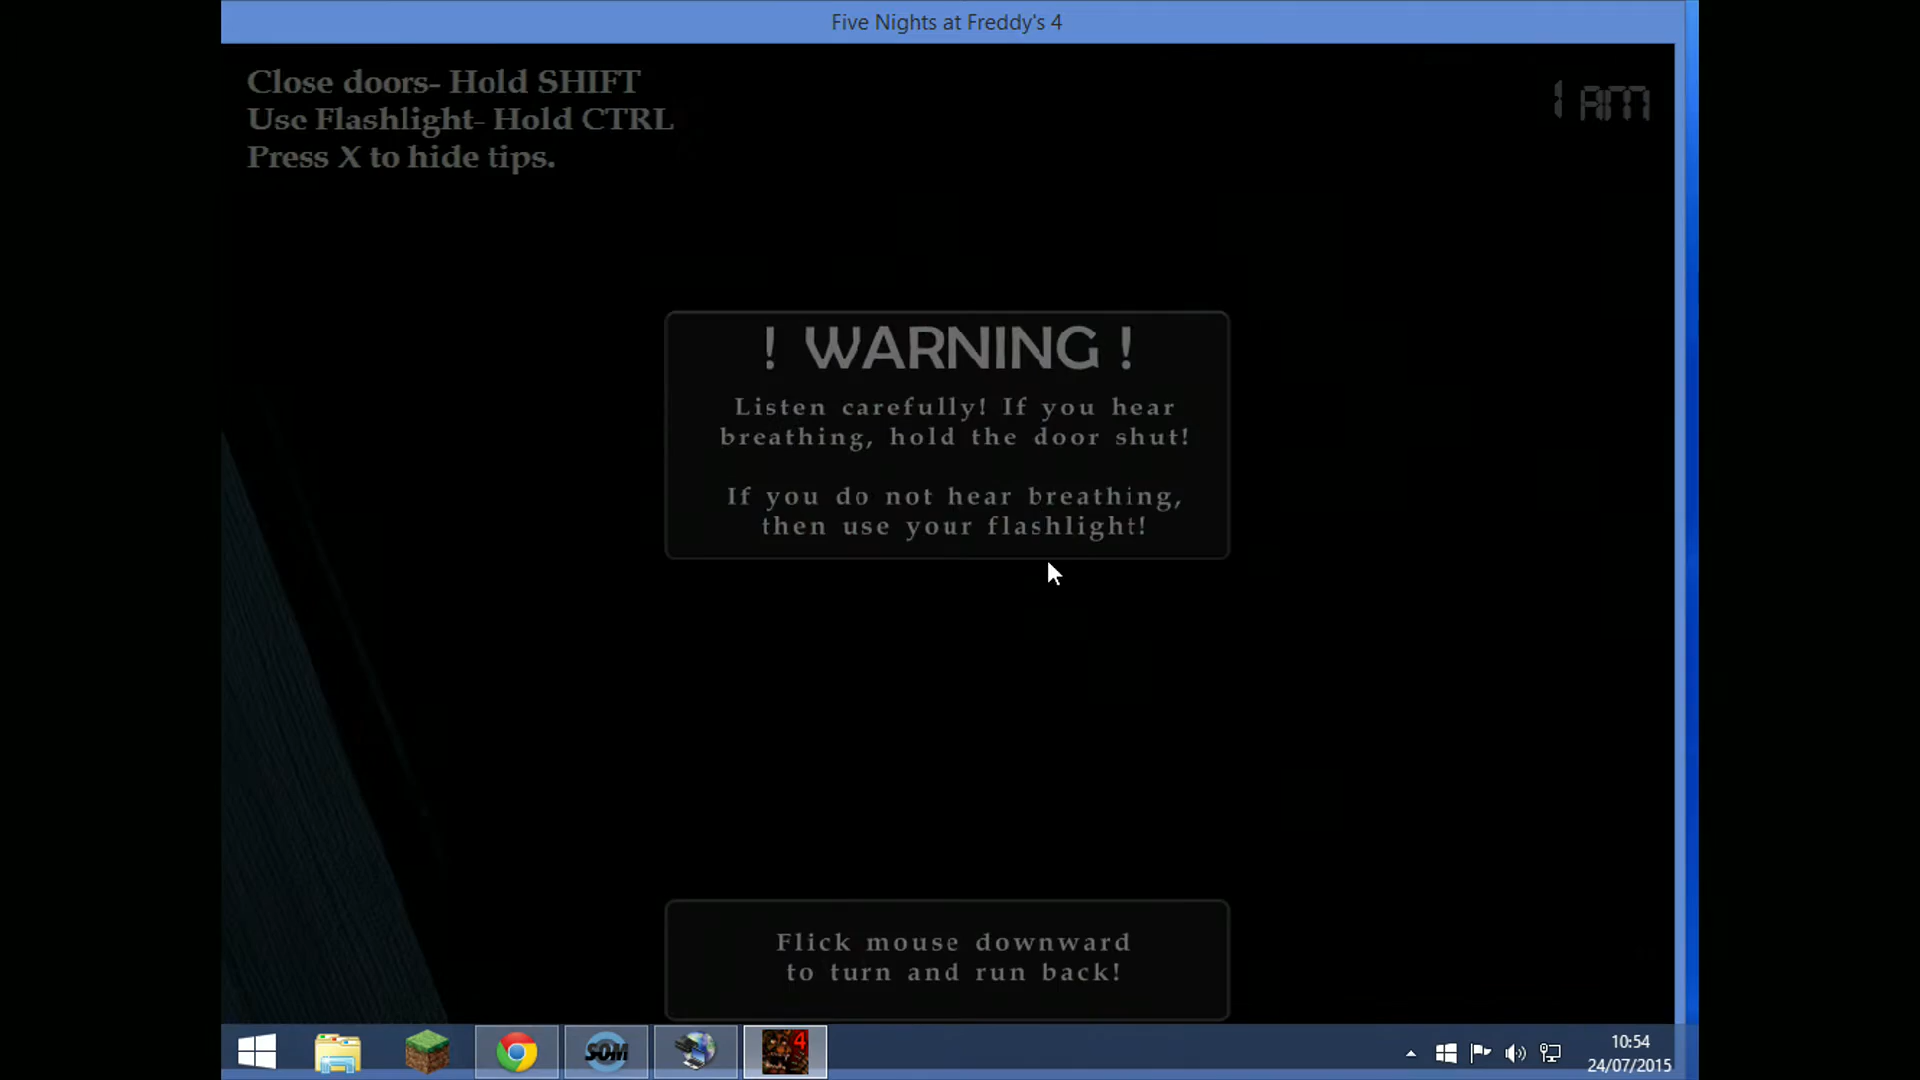 Five Nights at Freddy's 4
Close doors- Hold SHIFT
Use Flashlight- Hold CTRL
Press X to hide tips.
1 AM
! WARNING !
Listen carefully! If you hear
breathing, hold the door shut!
If you do not hear breathing,
then use your flashlight!
Flick mouse downward
to turn and run back!
SOM
4
10:54
24/07/2015